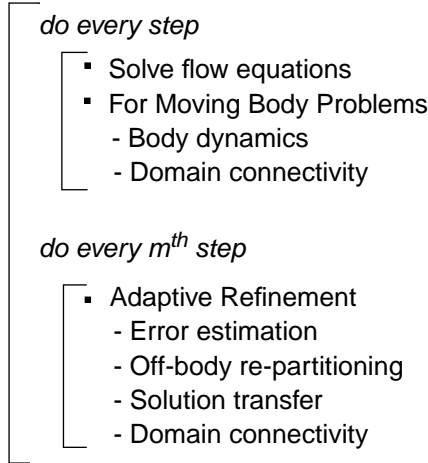 do every step
▪ Solve flow equations
▪ For Moving Body Problems
- Body dynamics
- Domain connectivity
do every mth step
▪ Adaptive Refinement
- Error estimation
- Off-body re-partitioning
- Solution transfer
- Domain connectivity